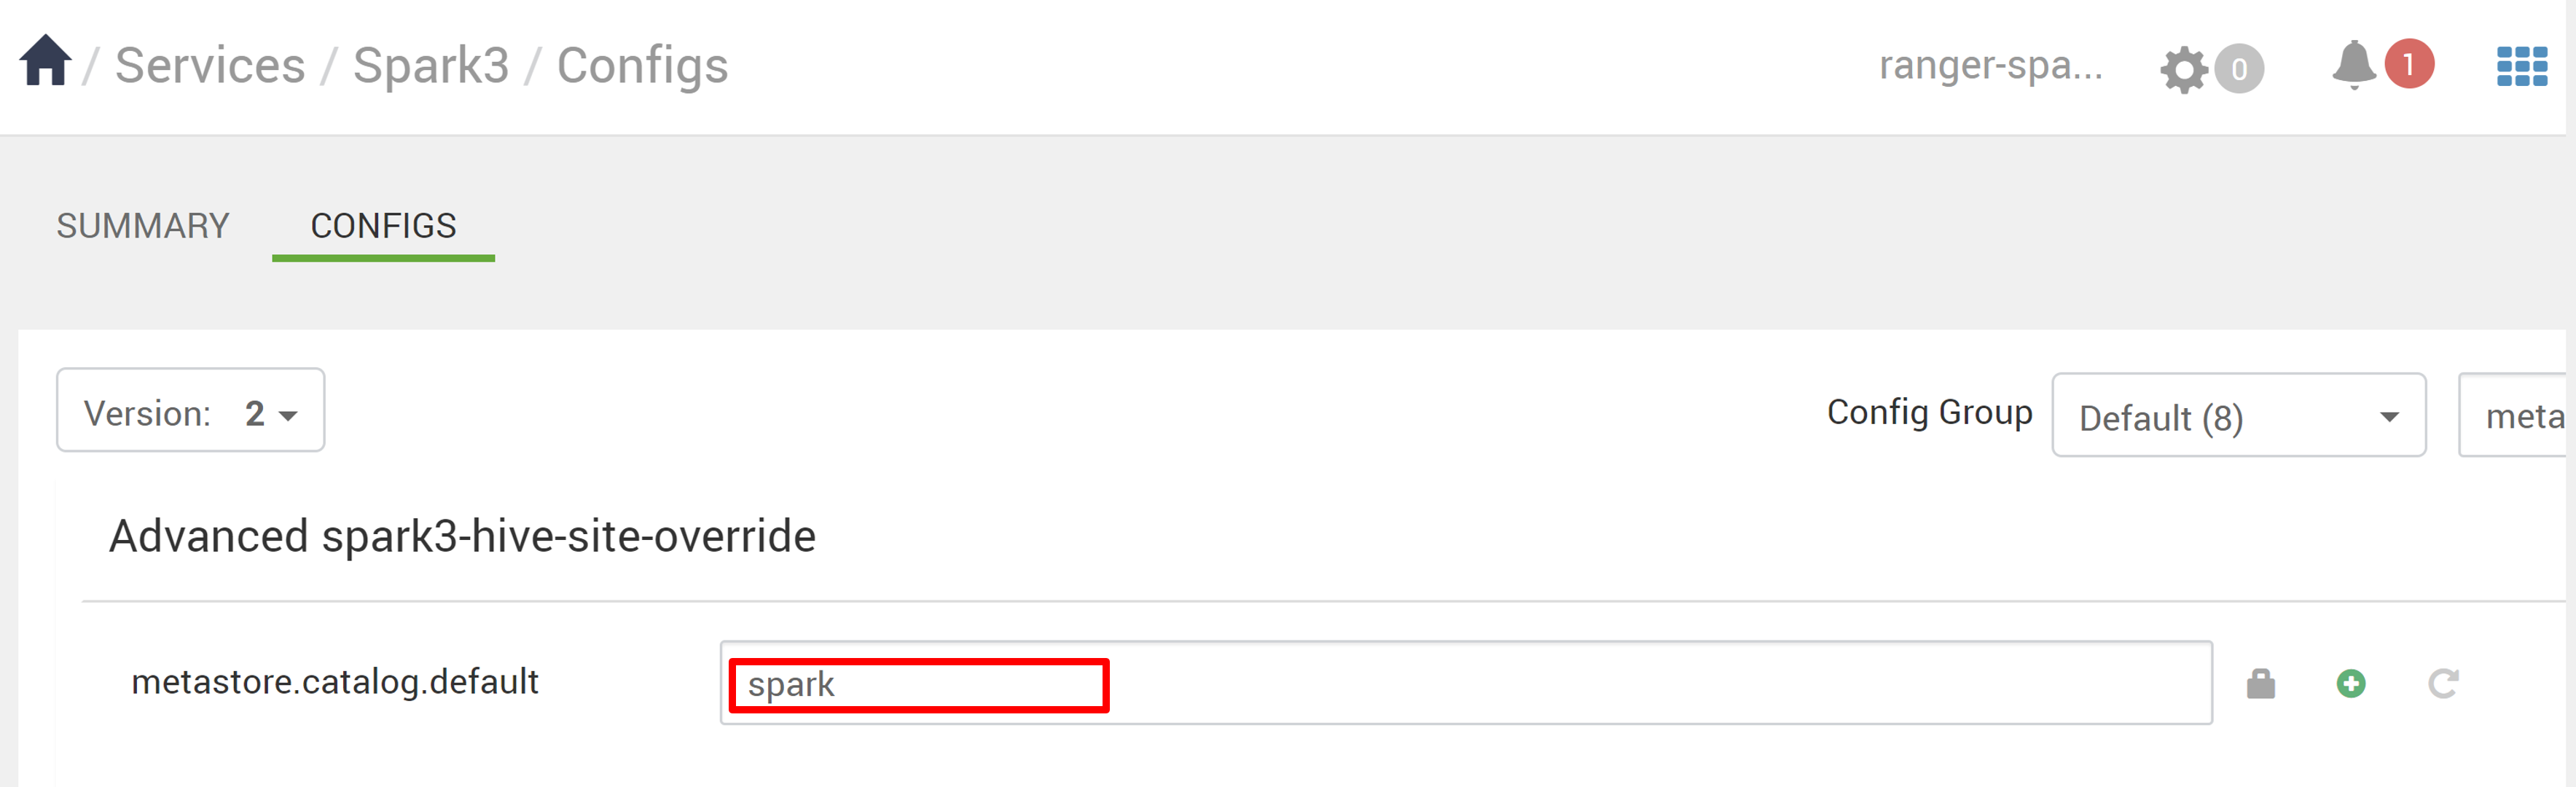 / Services / Spark3 / Configs
ranger-spa... 0 1
SUMMARY CONFIGS
Version: 2 Config Group Default (8) meta
Advanced spark3-hive-site-override
metastore.catalog.default spark